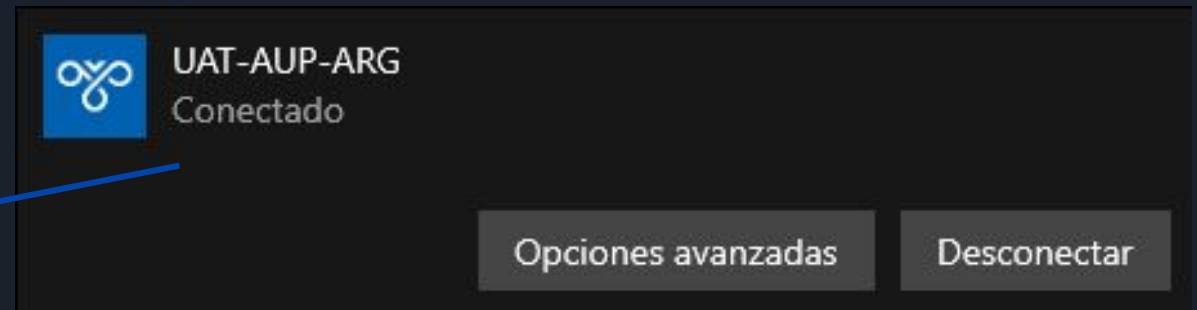 UAT-AUP-ARG
Conectado
Opciones avanzadas
Desconectar